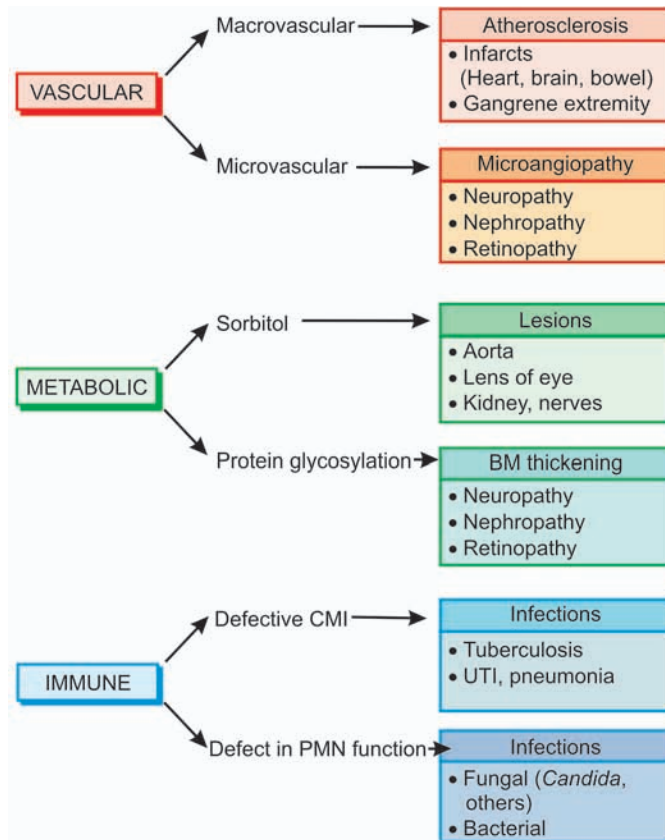 Macrovascular
Atherosclerosis
• Infarcts
(Heart, brain, bowel)
• Gangrene extremity
VASCULAR
Microvascular
Microangiopathy
• Neuropathy
• Nephropathy
• Retinopathy
Sorbitol
Lesions
• Aorta
• Lens of eye
• Kidney, nerves
METABOLIC
Protein glycosylation
BM thickening
• Neuropathy
• Nephropathy
• Retinopathy
Defective CMI
Infections
• Tuberculosis
• UTI, pneumonia
IMMUNE
Defect in PMN function
Infections
• Fungal (Candida,
others)
• Bacterial